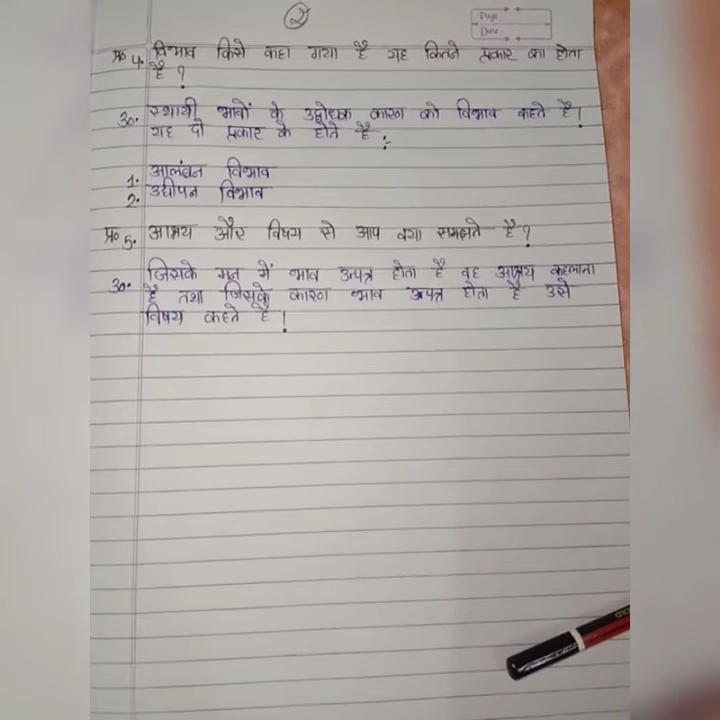 2
Page
Date
प्र० 4. विभाव किसे कहा गया है यह कितने प्रकार का होता
है ?
उ०. स्थायी भावों के उद्बोधक कारण को विभाव कहते है।
यह दो प्रकार के होते है :-
1. आलंबन विभाव
2. उद्यीपन विभाव
प्र० 5. आश्रय और विषय से आप क्या समझते है ?
उ०. जिसके मन में भाव उत्पन्न होता है वह आश्रय कहलाता
है तथा जिसके कारण भाव उत्पन्न होता है उसे
विषय कहते है ।